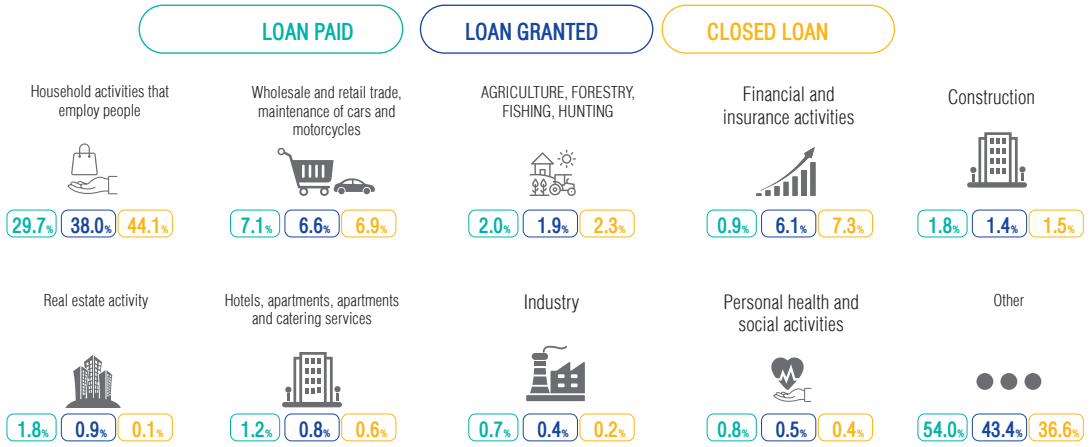 LOAN PAID
LOAN GRANTED
CLOSED LOAN
Household activities that
employ people
29.7% 38.0% 44.1%
Wholesale and retail trade,
maintenance of cars and
motorcycles
7.1% 6.6% 6.9%
AGRICULTURE, FORESTRY,
FISHING, HUNTING
2.0% 1.9% 2.3%
Financial and
insurance activities
0.9% 6.1% 7.3%
Construction
1.8% 1.4% 1.5%
Real estate activity
1.8% 0.9% 0.1%
Hotels, apartments, apartments
and catering services
1.2% 0.8% 0.6%
Industry
0.7% 0.4% 0.2%
Personal health and
social activities
0.8% 0.5% 0.4%
Other
54.0% 43.4% 36.6%